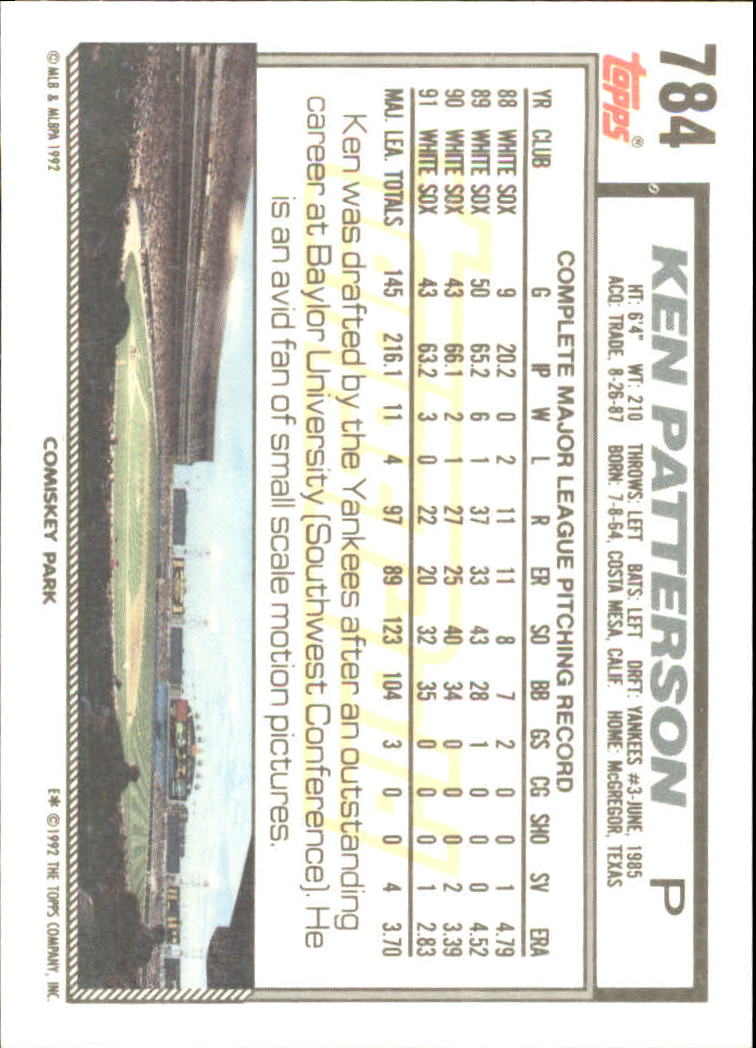 784
topps®
KEN PATTERSON P
HT: 6'4" WT: 210 THROWS: LEFT BATS: LEFT DRFT: YANKEES #3-JUNE, 1985
ACQ: TRADE, 8-26-87 BORN: 7-8-64, COSTA MESA, CALIF. HOME: McGREGOR, TEXAS
COMPLETE MAJOR LEAGUE PITCHING RECORD
YR CLUB G IP W L R ER SO BB GS CG SHO SV ERA
88 WHITE SOX 9 20.2 0 2 11 11 8 7 2 0 0 1 4.79
89 WHITE SOX 50 65.2 6 1 37 33 43 28 1 0 0 0 4.52
90 WHITE SOX 43 66.1 2 1 27 25 40 34 0 0 0 2 3.39
91 WHITE SOX 43 63.2 3 0 22 20 32 35 0 0 0 1 2.83
MAJ. LEA. TOTALS 145 216.1 11 4 97 89 123 104 3 0 0 4 3.70
Ken was drafted by the Yankees after an outstanding
career at Baylor University (Southwest Conference). He
is an avid fan of small scale motion pictures.
© MLB & MLBPA 1992
COMISKEY PARK
E* © 1992 THE TOPPS COMPANY, INC.